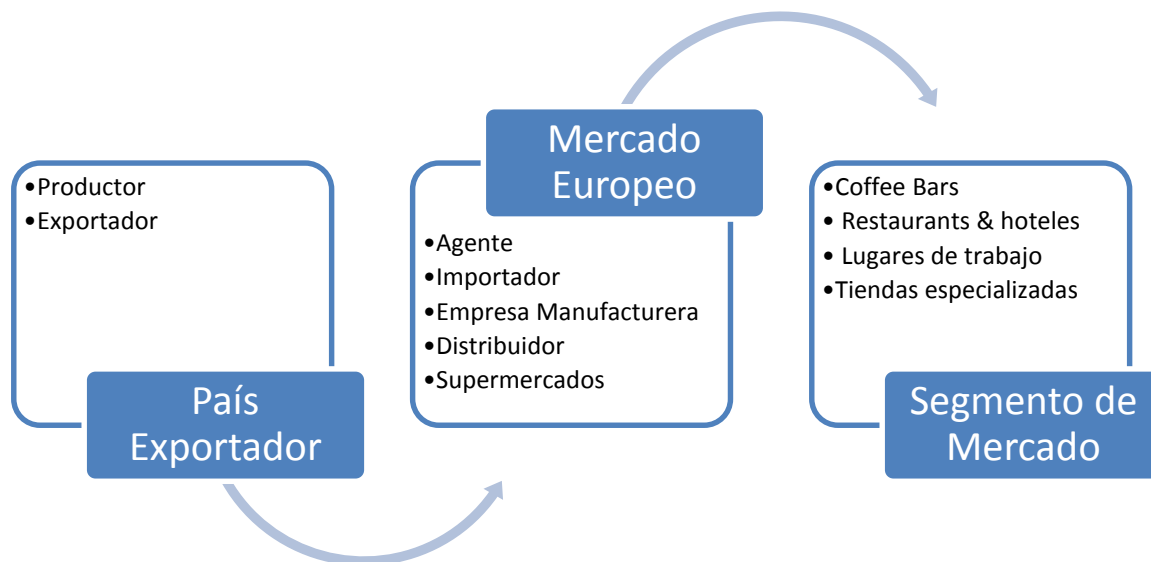 •Productor
•Exportador
País
Exportador
Mercado
Europeo
•Agente
•Importador
•Empresa Manufacturera
•Distribuidor
•Supermercados
•Coffee Bars
• Restaurants & hoteles
• Lugares de trabajo
•Tiendas especializadas
Segmento de
Mercado